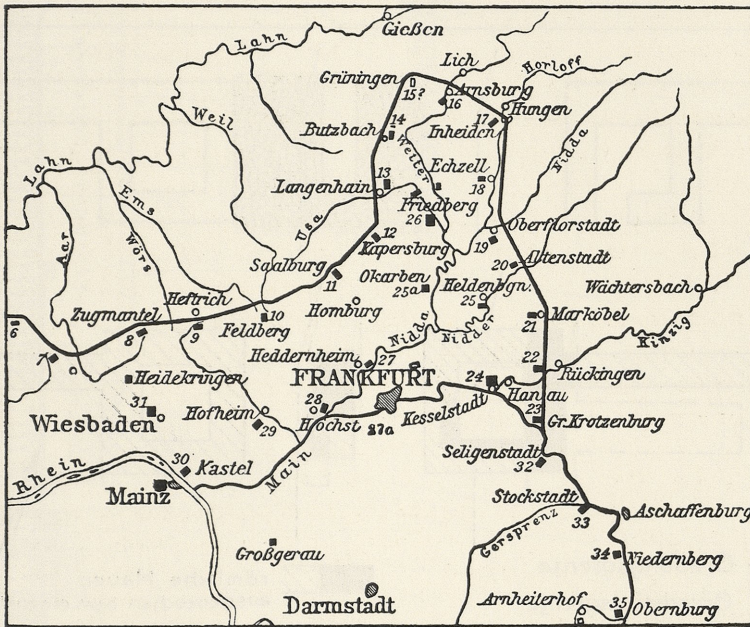 Lahn
Gießen
Lich
Horloff
Grüningen
15?
Arnsburg
16
Hungen
17
Weil
14
Butzbach
Wetter
Inheiden
Nidda
Lahn
Echzell
13
18
Langenhain
Ems
Friedberg
26
Usa
Oberflorstadt
19
Aar
Wörs
12
Kapersburg
Altenstadt
20
Saalburg
11
Okarben
25a
Heldenbgn.
25
Wächtersbach
Heftrich
Homburg
Zugmantel
10
Feldberg
Marköbel
21
6
8
9
Nidda
Nidder
Kinzig
7
Heddernheim
27
22
Rückingen
Heidekringen
FRANKFURT
24
Hanau
31
Wiesbaden
Hofheim
28
Höchst
Kesselstadt
23
Gr.Krotzenburg
29
27a
Main
Seligenstadt
32
30
Kastel
Rhein
Mainz
Stockstadt
33
Aschaffenburg
Gersprenz
Großgerau
34
Niedernberg
Darmstadt
Arnheiterhof
35
Obernburg